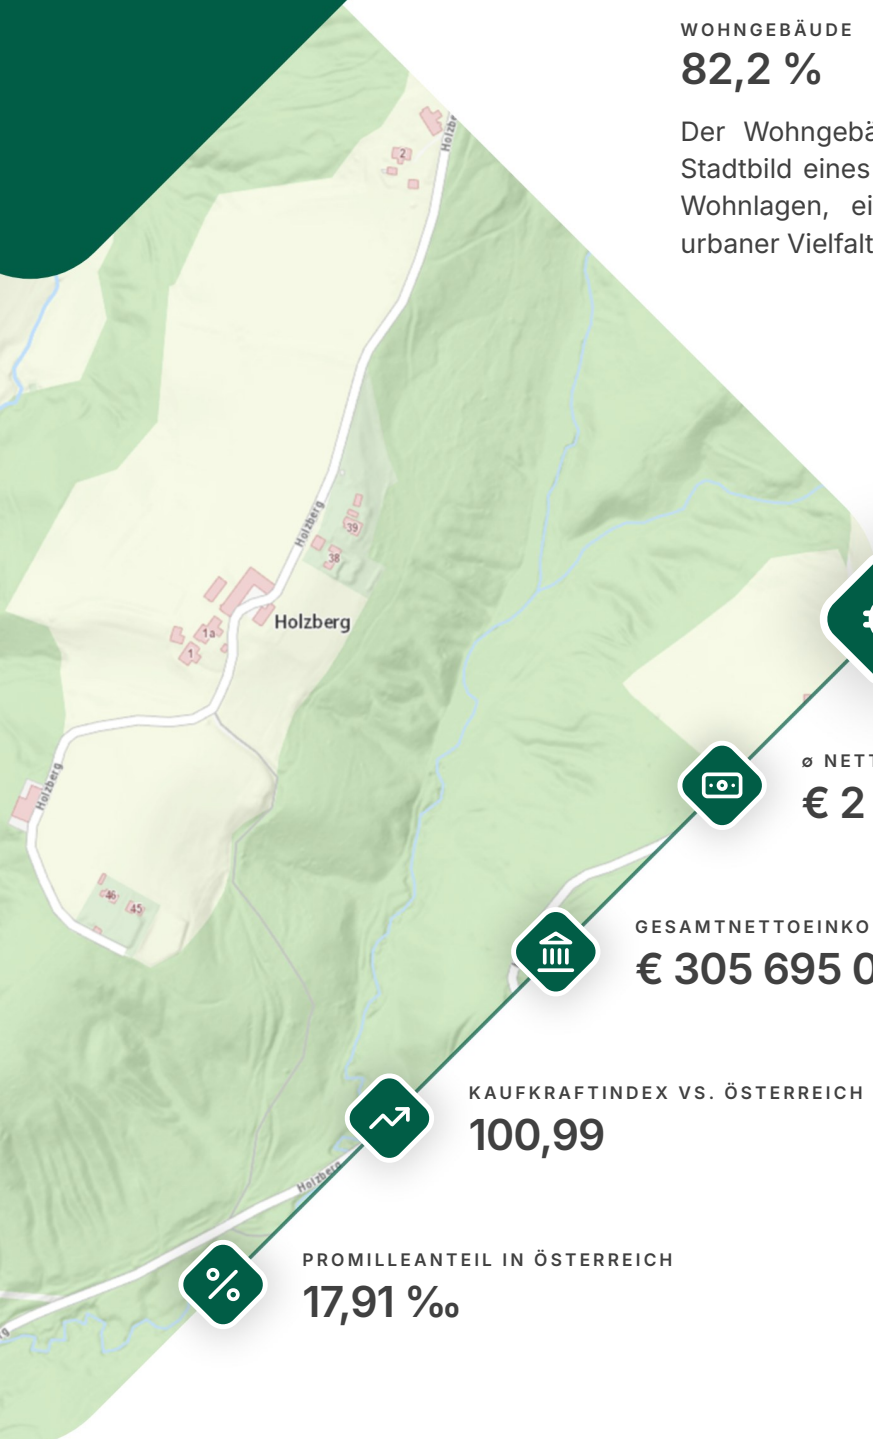 WOHNGEBÄUDE
82,2 %
Der Wohngebä
Stadtbild eines
Wohnlagen, ei
urbaner Vielfalt
Holzbe
2
Holzberg
39
38
Holzberg
1a
1
Holzberg
46
45
ø NETT
€ 2
GESAMTNETTOEINKO
€ 305 695 0
KAUFKRAFTINDEX VS. ÖSTERREICH
100,99
Holzberg
PROMILLEANTEIL IN ÖSTERREICH
17,91 ‰